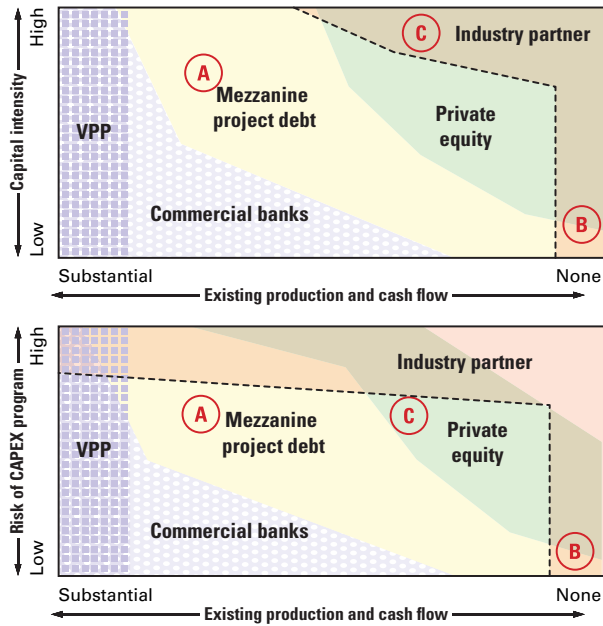 High
Capital intensity
Low
C
Industry partner
A
Mezzanine
project debt
VPP
Private
equity
Commercial banks
B
Substantial
None
Existing production and cash flow
High
Risk of CAPEX program
Low
Industry partner
A
C
Mezzanine
project debt
VPP
Private
equity
Commercial banks
B
Substantial
None
Existing production and cash flow